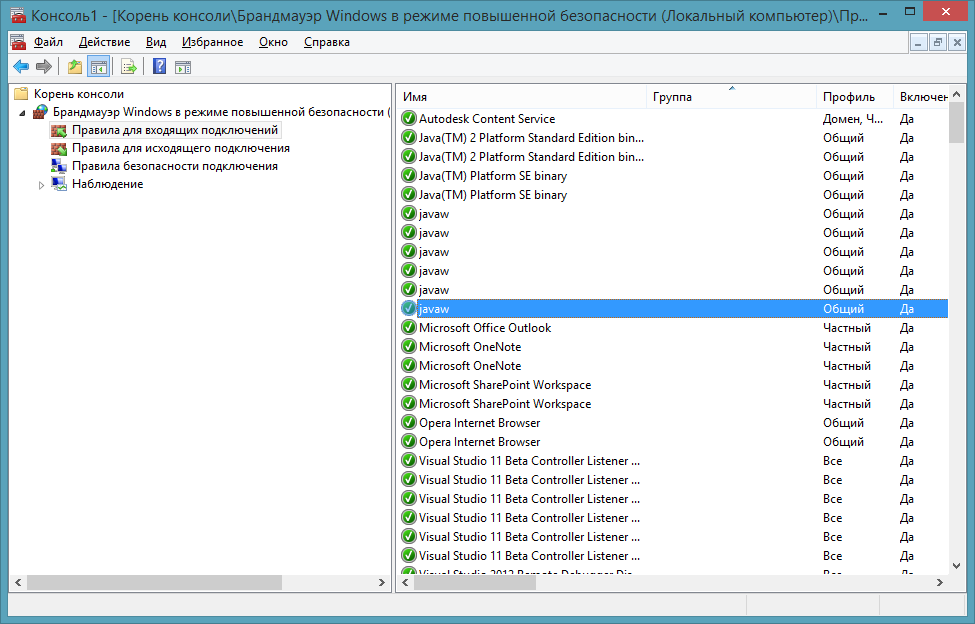 Консоль1 - [Корень консоли\Брандмауэр Windows в режиме повышенной безопасности (Локальный компьютер)\Пр...
Файл Действие Вид Избранное Окно Справка
Корень консоли
Брандмауэр Windows в режиме повышенной безопасности (
Правила для входящих подключений
Правила для исходящего подключения
Правила безопасности подключения
Наблюдение
Имя Группа Профиль Включен
Autodesk Content Service Домен, Ч... Да
Java(TM) 2 Platform Standard Edition bin... Общий Да
Java(TM) 2 Platform Standard Edition bin... Общий Да
Java(TM) Platform SE binary Общий Да
Java(TM) Platform SE binary Общий Да
javaw Общий Да
javaw Общий Да
javaw Общий Да
javaw Общий Да
javaw Общий Да
javaw Общий Да
Microsoft Office Outlook Частный Да
Microsoft OneNote Частный Да
Microsoft OneNote Частный Да
Microsoft SharePoint Workspace Частный Да
Microsoft SharePoint Workspace Частный Да
Opera Internet Browser Общий Да
Opera Internet Browser Общий Да
Visual Studio 11 Beta Controller Listener ... Все Да
Visual Studio 11 Beta Controller Listener ... Все Да
Visual Studio 11 Beta Controller Listener ... Все Да
Visual Studio 11 Beta Controller Listener ... Все Да
Visual Studio 11 Beta Controller Listener ... Все Да
Visual Studio 11 Beta Controller Listener ... Все Да
Visual Studio 2012 Remote Debugger Dis...